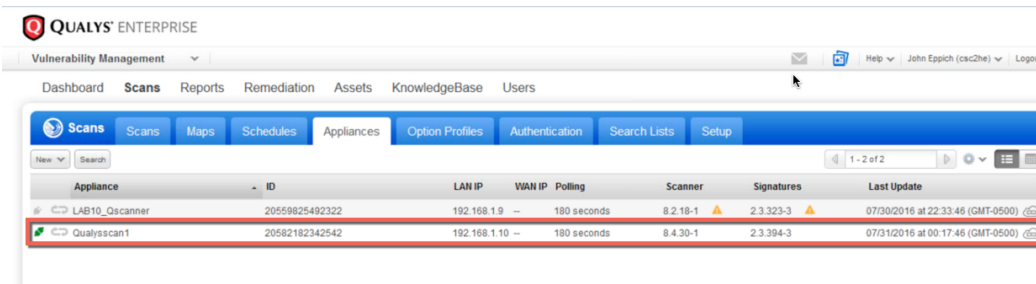 QUALYS' ENTERPRISE
Vulnerability Management
Help John Eppich (csc2he)
Dashboard Scans Reports Remediation Assets KnowledgeBase Users
Scans Scans Maps Schedules Appliances Option Profiles Authentication Search Lists Setup
New Search 1 - 2 of 2
Appliance ID LAN IP WAN IP Polling Scanner Signatures Last Update
LAB10_Qscanner 20559825492322 192.168.1.9 -- 180 seconds 8.2.18-1 2.3.323-3 07/30/2016 at 22:33:46 (GMT-0500)
Qualysscan1 20582182342542 192.168.1.10 -- 180 seconds 8.4.30-1 2.3.394-3 07/31/2016 at 00:17:46 (GMT-0500)